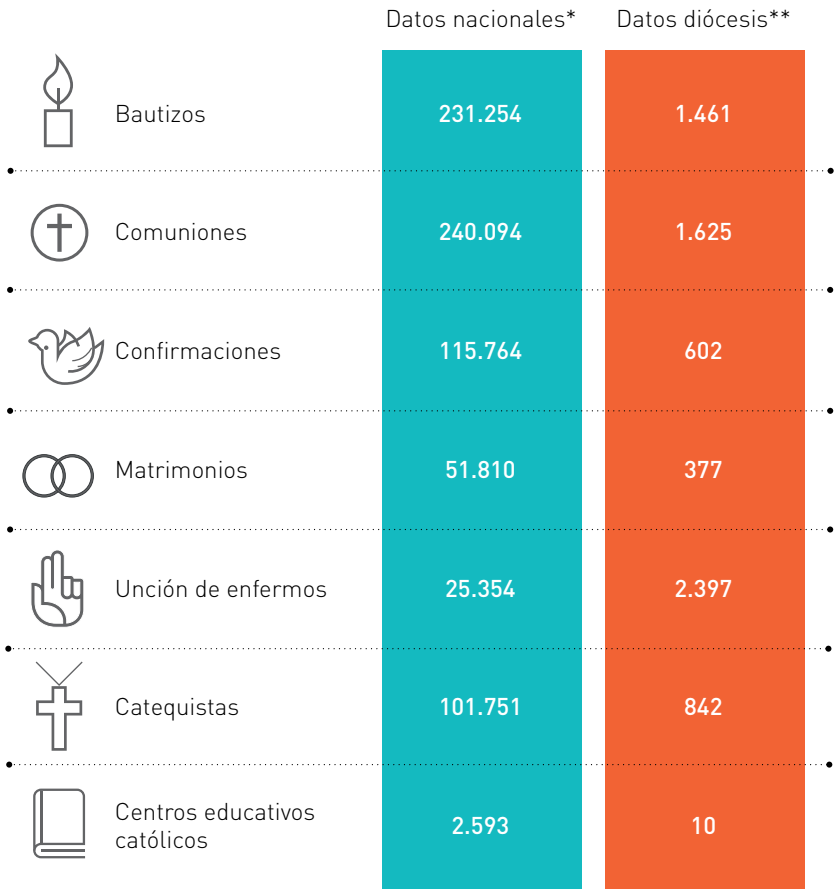 Datos nacionales* Datos diócesis**
Bautizos 231.254 1.461
Comuniones 240.094 1.625
Confirmaciones 115.764 602
Matrimonios 51.810 377
Unción de enfermos 25.354 2.397
Catequistas 101.751 842
Centros educativos
católicos 2.593 10